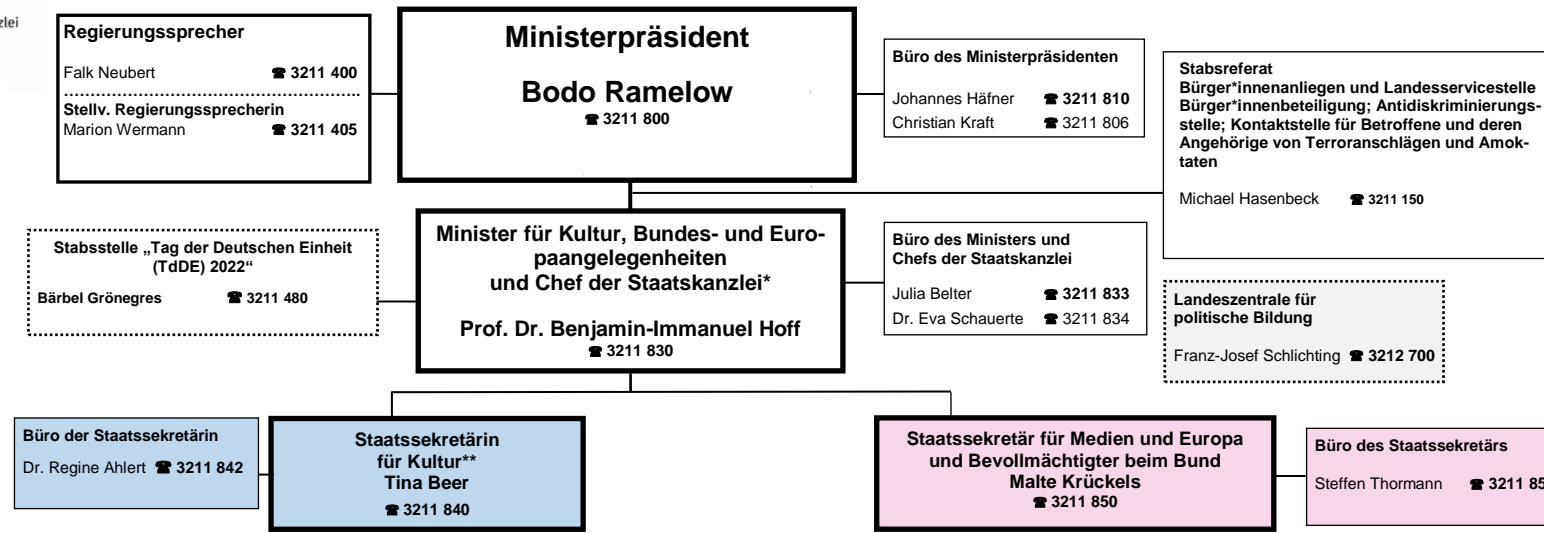 zlei
Regierungssprecher
Falk Neubert ☎ 3211 400
Stellv. Regierungssprecherin
Marion Wermann ☎ 3211 405
Ministerpräsident
Bodo Ramelow
☎ 3211 800
Büro des Ministerpräsidenten
Johannes Häfner ☎ 3211 810
Christian Kraft ☎ 3211 806
Stabsreferat
Bürger*innenanliegen und Landesservicestelle
Bürger*innenbeteiligung; Antidiskriminierungs-
stelle; Kontaktstelle für Betroffene und deren
Angehörige von Terroranschlägen und Amok-
taten
Michael Hasenbeck ☎ 3211 150
Stabsstelle „Tag der Deutschen Einheit
(TdDE) 2022“
Bärbel Grönegres ☎ 3211 480
Minister für Kultur, Bundes- und Euro-
paangelegenheiten
und Chef der Staatskanzlei*
Prof. Dr. Benjamin-Immanuel Hoff
☎ 3211 830
Büro des Ministers und
Chefs der Staatskanzlei
Julia Belter ☎ 3211 833
Dr. Eva Schauerte ☎ 3211 834
Landeszentrale für
politische Bildung
Franz-Josef Schlichting ☎ 3212 700
Büro der Staatssekretärin
Dr. Regine Ahlert ☎ 3211 842
Staatssekretärin
für Kultur**
Tina Beer
☎ 3211 840
Staatssekretär für Medien und Europa
und Bevollmächtigter beim Bund
Malte Krückels
☎ 3211 850
Büro des Staatssekretärs
Steffen Thormann ☎ 3211 85